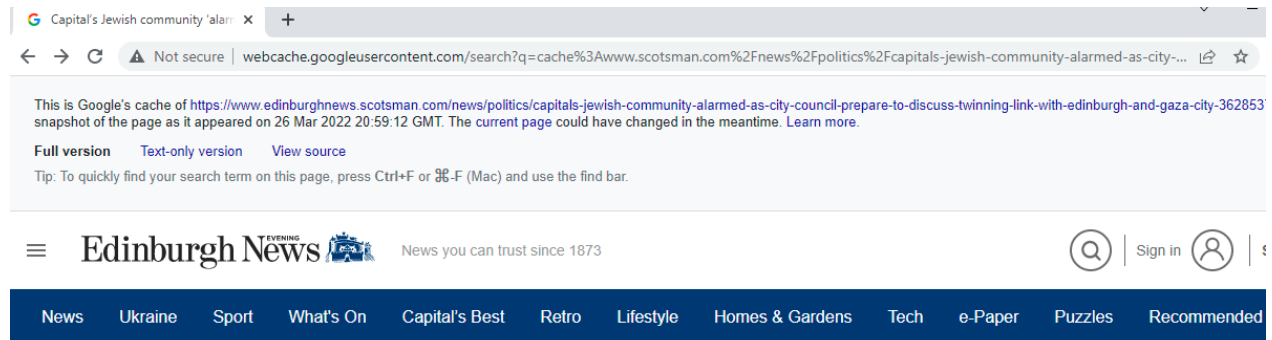 Capital's Jewish community 'alar
Not secure | webcache.googleusercontent.com/search?q=cache%3Awww.scotsman.com%2Fnews%2Fpolitics%2Fcapitals-jewish-community-alarmed-as-city-...
This is Google's cache of https://www.edinburghnews.scotsman.com/news/politics/capitals-jewish-community-alarmed-as-city-council-prepare-to-discuss-twinning-link-with-edinburgh-and-gaza-city-362853
snapshot of the page as it appeared on 26 Mar 2022 20:59:12 GMT. The current page could have changed in the meantime. Learn more.
Full version Text-only version View source
Tip: To quickly find your search term on this page, press Ctrl+F or ⌘-F (Mac) and use the find bar.
Edinburgh EVENING News News you can trust since 1873 Sign in
News Ukraine Sport What's On Capital's Best Retro Lifestyle Homes & Gardens Tech e-Paper Puzzles Recommended